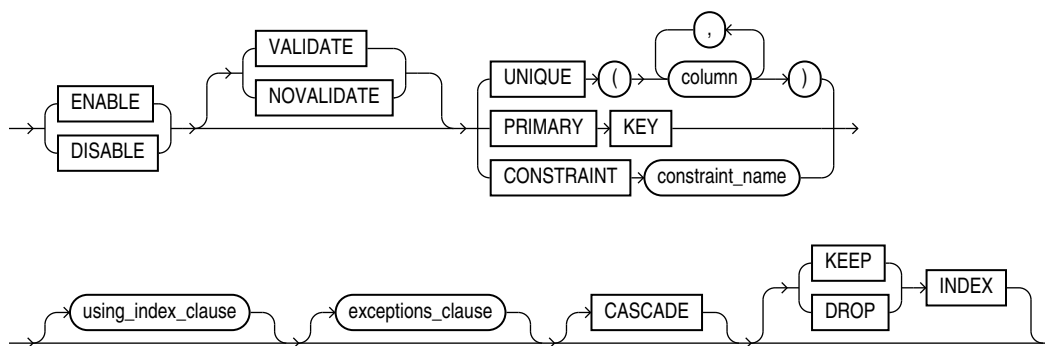 ENABLE
DISABLE
VALIDATE
NOVALIDATE
UNIQUE ( column , )
PRIMARY KEY
CONSTRAINT constraint_name
using_index_clause exceptions_clause CASCADE
KEEP
DROP
INDEX